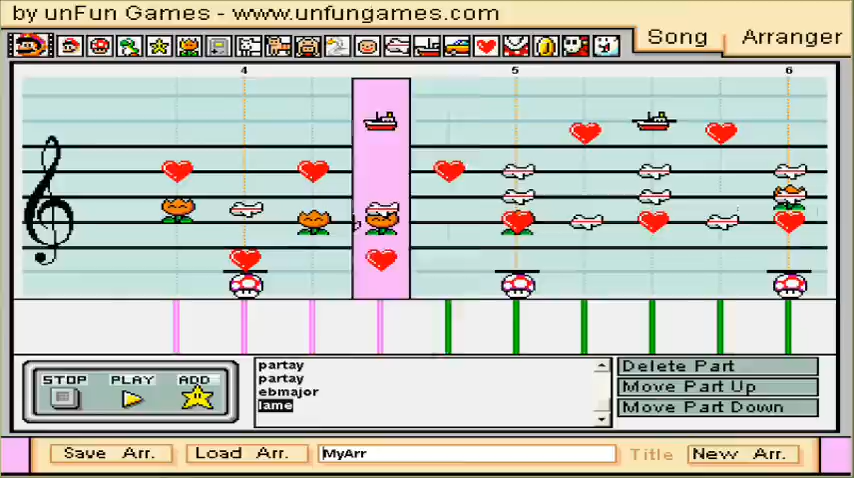 by unFun Games - www.unfungames.com
Song
Arranger
4 5 6
partay
partay
ebmajor
lame
STOP PLAY ADD
Delete Part
Move Part Up
Move Part Down
Save Arr. Load Arr. MyArr Title New Arr.